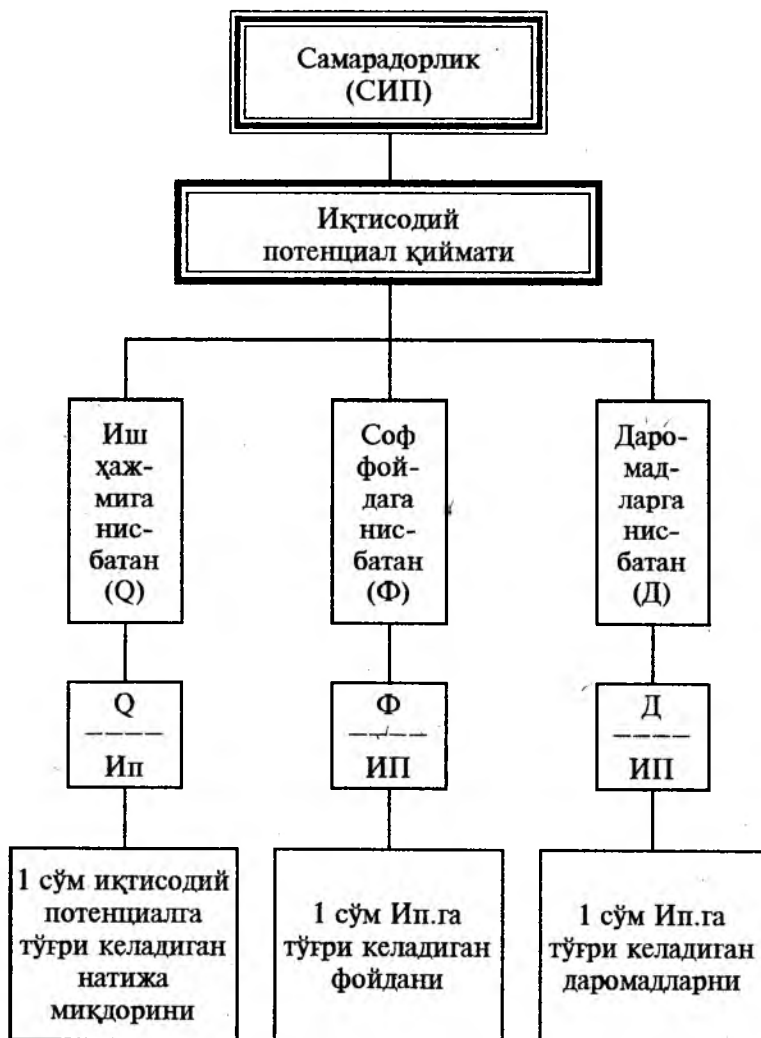 Самарадорлик
(СИП)
Иқтисодий
потенциал қиймати
Иш
ҳаж-
мига
нис-
батан
(Q)
Соф
фой-
дага
нис-
батан
(Ф)
Даро-
мад-
ларга
нис-
батан
(Д)
Q
Ип
Ф
ИП
Д
ИП
1 сўм иқтисодий
потенциалга
тўғри келадиган
натижа
миқдорини
1 сўм Ип.га
тўғри келадиган
фойдани
1 сўм Ип.га
тўғри келадиган
даромадларни